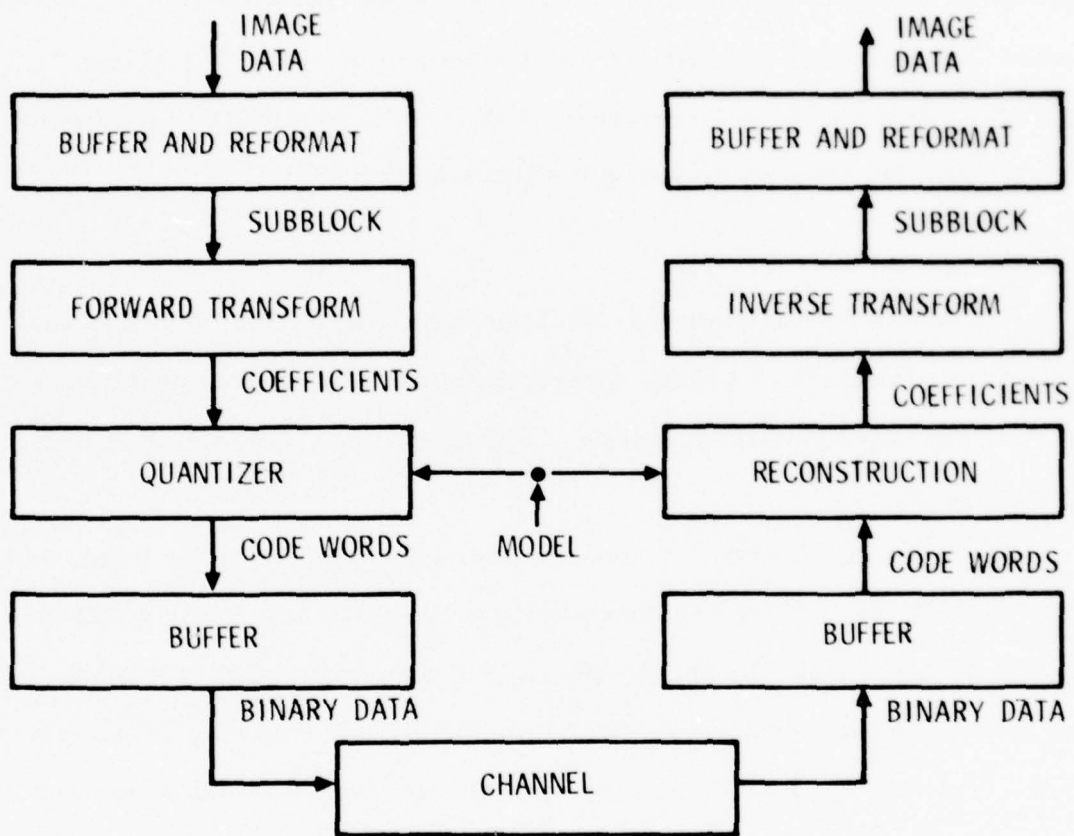 IMAGE
DATA
BUFFER AND REFORMAT
SUBBLOCK
FORWARD TRANSFORM
COEFFICIENTS
QUANTIZER
CODE WORDS
BUFFER
BINARY DATA
CHANNEL
MODEL
IMAGE
DATA
BUFFER AND REFORMAT
SUBBLOCK
INVERSE TRANSFORM
COEFFICIENTS
RECONSTRUCTION
CODE WORDS
BUFFER
BINARY DATA